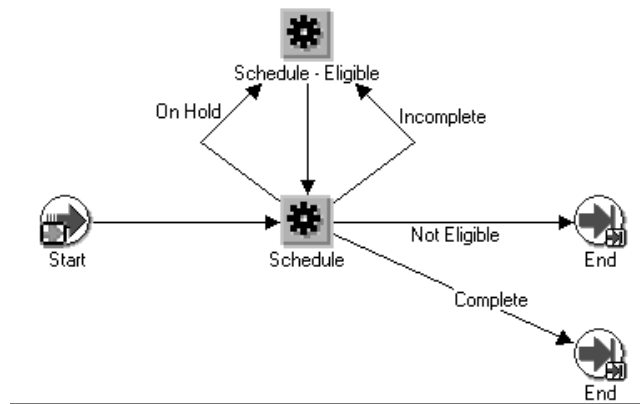 Schedule - Eligible
On Hold
Incomplete
Start
Schedule
Not Eligible
End
Complete
End